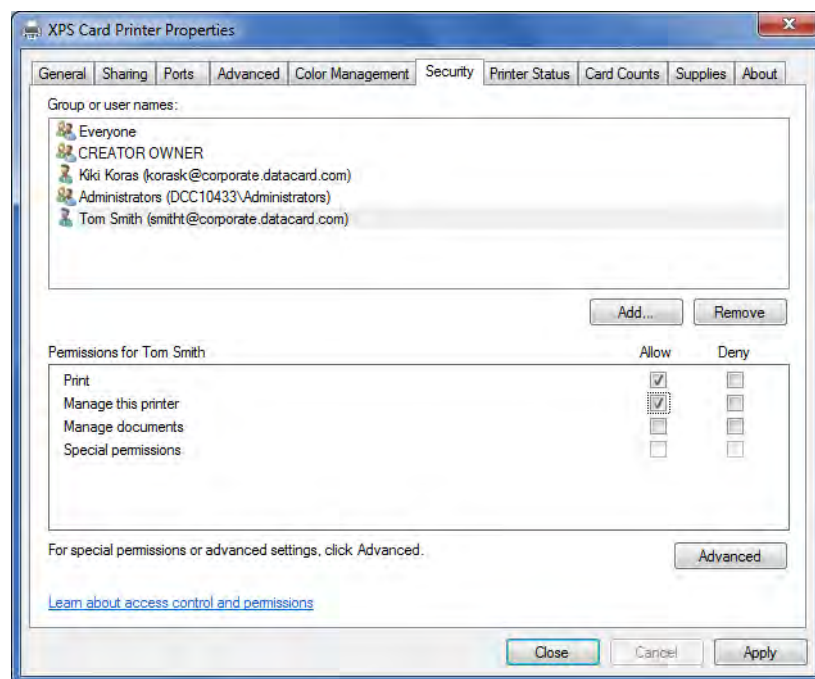 XPS Card Printer Properties
General Sharing Ports Advanced Color Management Security Printer Status Card Counts Supplies About
Group or user names:
Everyone
CREATOR OWNER
Kiki Koras (korask@corporate.datacard.com)
Administrators (DCC10433\Administrators)
Tom Smith (smitht@corporate.datacard.com)
Add... Remove
Permissions for Tom Smith Allow Deny
Print
Manage this printer
Manage documents
Special permissions
For special permissions or advanced settings, click Advanced.
Advanced
Learn about access control and permissions
Close Cancel Apply